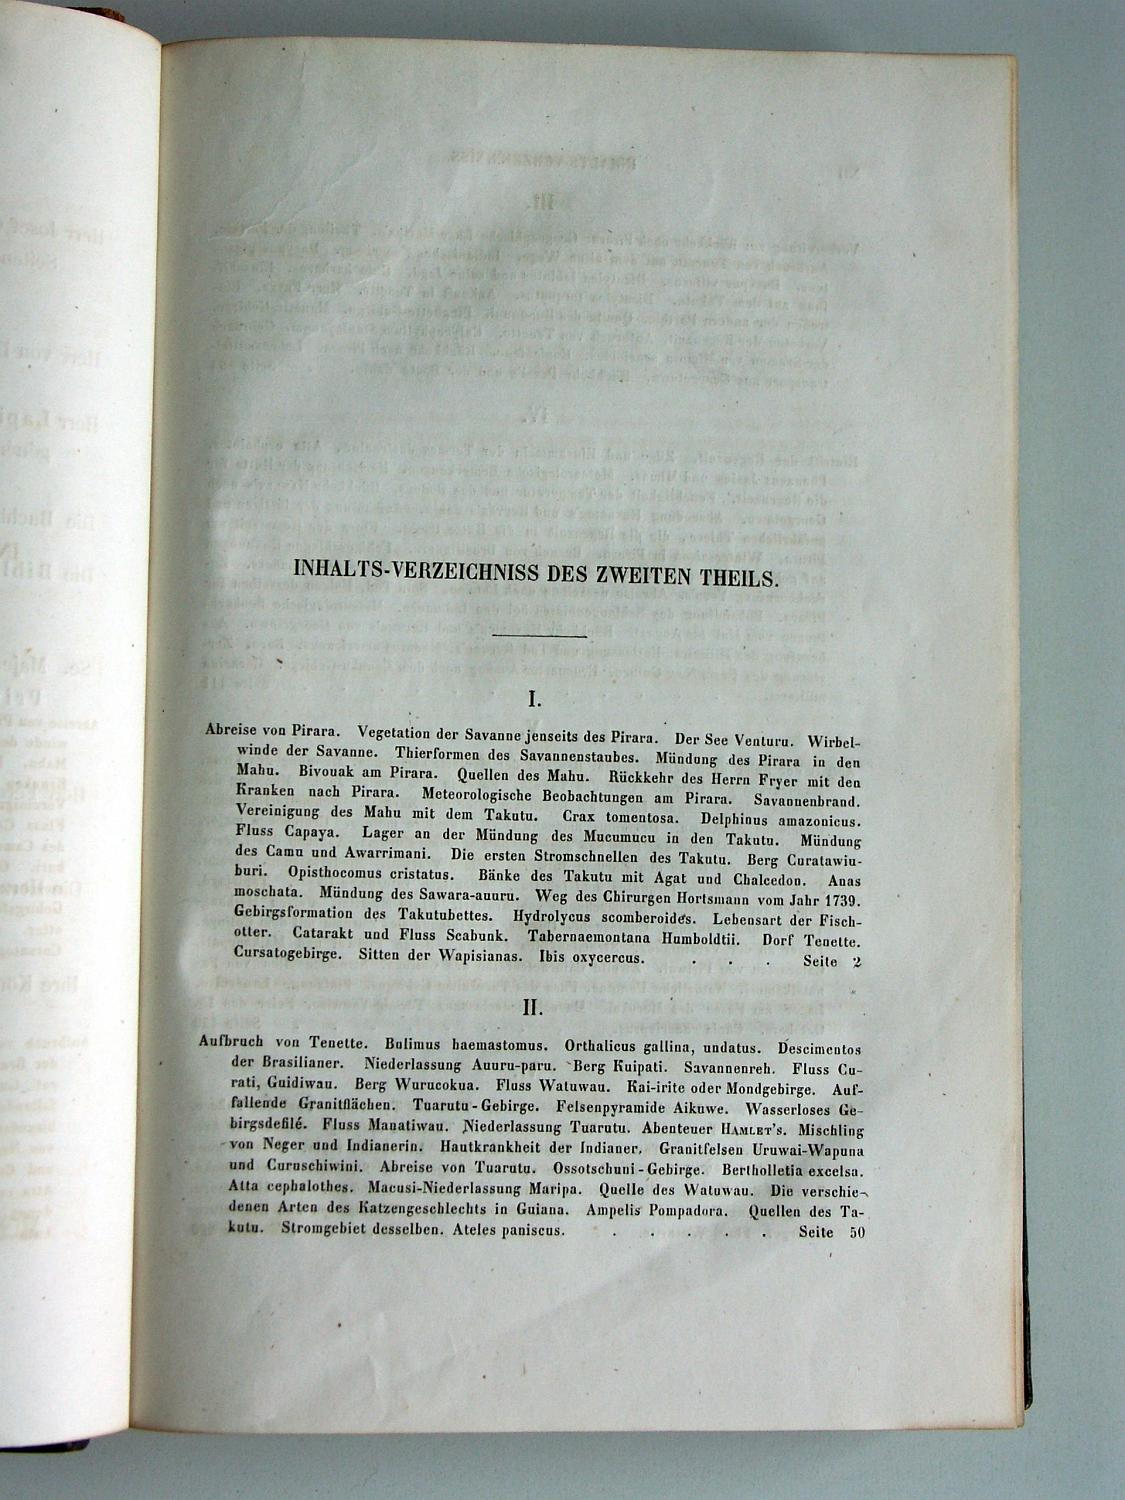 INHALTS-VERZEICHNISS DES ZWEITEN THEILS.
I.
Abreise von Pirara. Vegetation der Savanne jenseits des Pirara. Der See Venturu. Wirbel-
winde der Savanne. Thierformen des Savannenstaubes. Mündung des Pirara in den
Mahu. Bivouak am Pirara. Quellen des Mahu. Rückkehr des Herrn Fryer mit den
Kranken nach Pirara. Meteorologische Beobachtungen am Pirara. Savannenbrand.
Vereinigung des Mahu mit dem Takutu. Crax tomentosa. Delphinus amazonicus.
Fluss Capaya. Lager an der Mündung des Mucumucu in den Takutu. Mündung
des Camu und Awarrimani. Die ersten Stromschnellen des Takutu. Berg Curatawiu-
buri. Opisthocomus cristatus. Bänke des Takutu mit Agat und Chalcedon. Anas
moschata. Mündung des Sawara-auuru. Weg des Chirurgen Hortsmann vom Jahr 1739.
Gebirgsformation des Takutubettes. Hydrolycus scomberoides. Lebensart der Fisch-
otter. Catarakt und Fluss Scabunk. Tabernaemontana Humboldtii. Dorf Tenette.
Cursatogebirge. Sitten der Wapisianas. Ibis oxycercus. . . . Seite 2
II.
Aufbruch von Tenette. Bulimus haemastomus. Orthalicus gallina, undatus. Descimentos
der Brasilianer. Niederlassung Auuru-paru. Berg Kuipati. Savannenreh. Fluss Cu-
rati, Guidiwau. Berg Wurucokua. Fluss Watuwau. Kai-irite oder Mondgebirge. Auf-
fallende Granitflächen. Tuarutu-Gebirge. Felsenpyramide Aikuwe. Wasserloses Ge-
birgsdefilé. Fluss Manatiwau. Niederlassung Tuarutu. Abenteuer HAMLET's. Mischling
von Neger und Indianerin. Hautkrankheit der Indianer. Granitfelsen Uruwai-Wapuna
und Curuschiwini. Abreise von Tuarutu. Ossotschuni-Gebirge. Bertholletia excelsa.
Atta cephalothes. Macusi-Niederlassung Maripa. Quelle des Watuwau. Die verschie-
denen Arten des Katzengeschlechts in Guiana. Ampelis Pompadora. Quellen des Ta-
kutu. Stromgebiet desselben. Ateles paniscus. . . . . . Seite 50